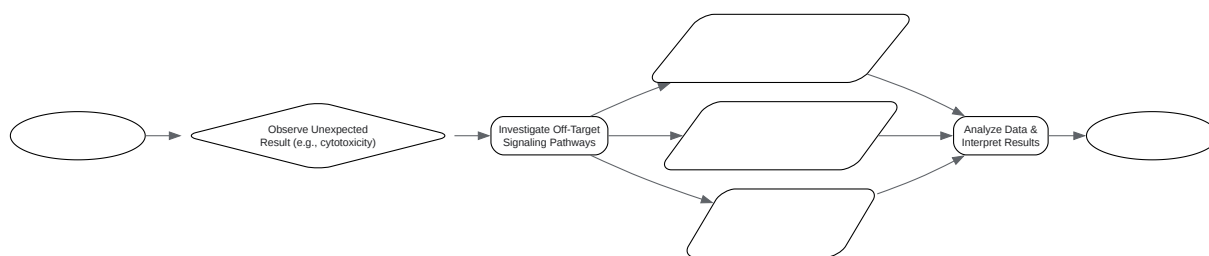 Observe Unexpected
Result (e.g., cytotoxicity)
Investigate Off-Target
Signaling Pathways
Analyze Data &
Interpret Results